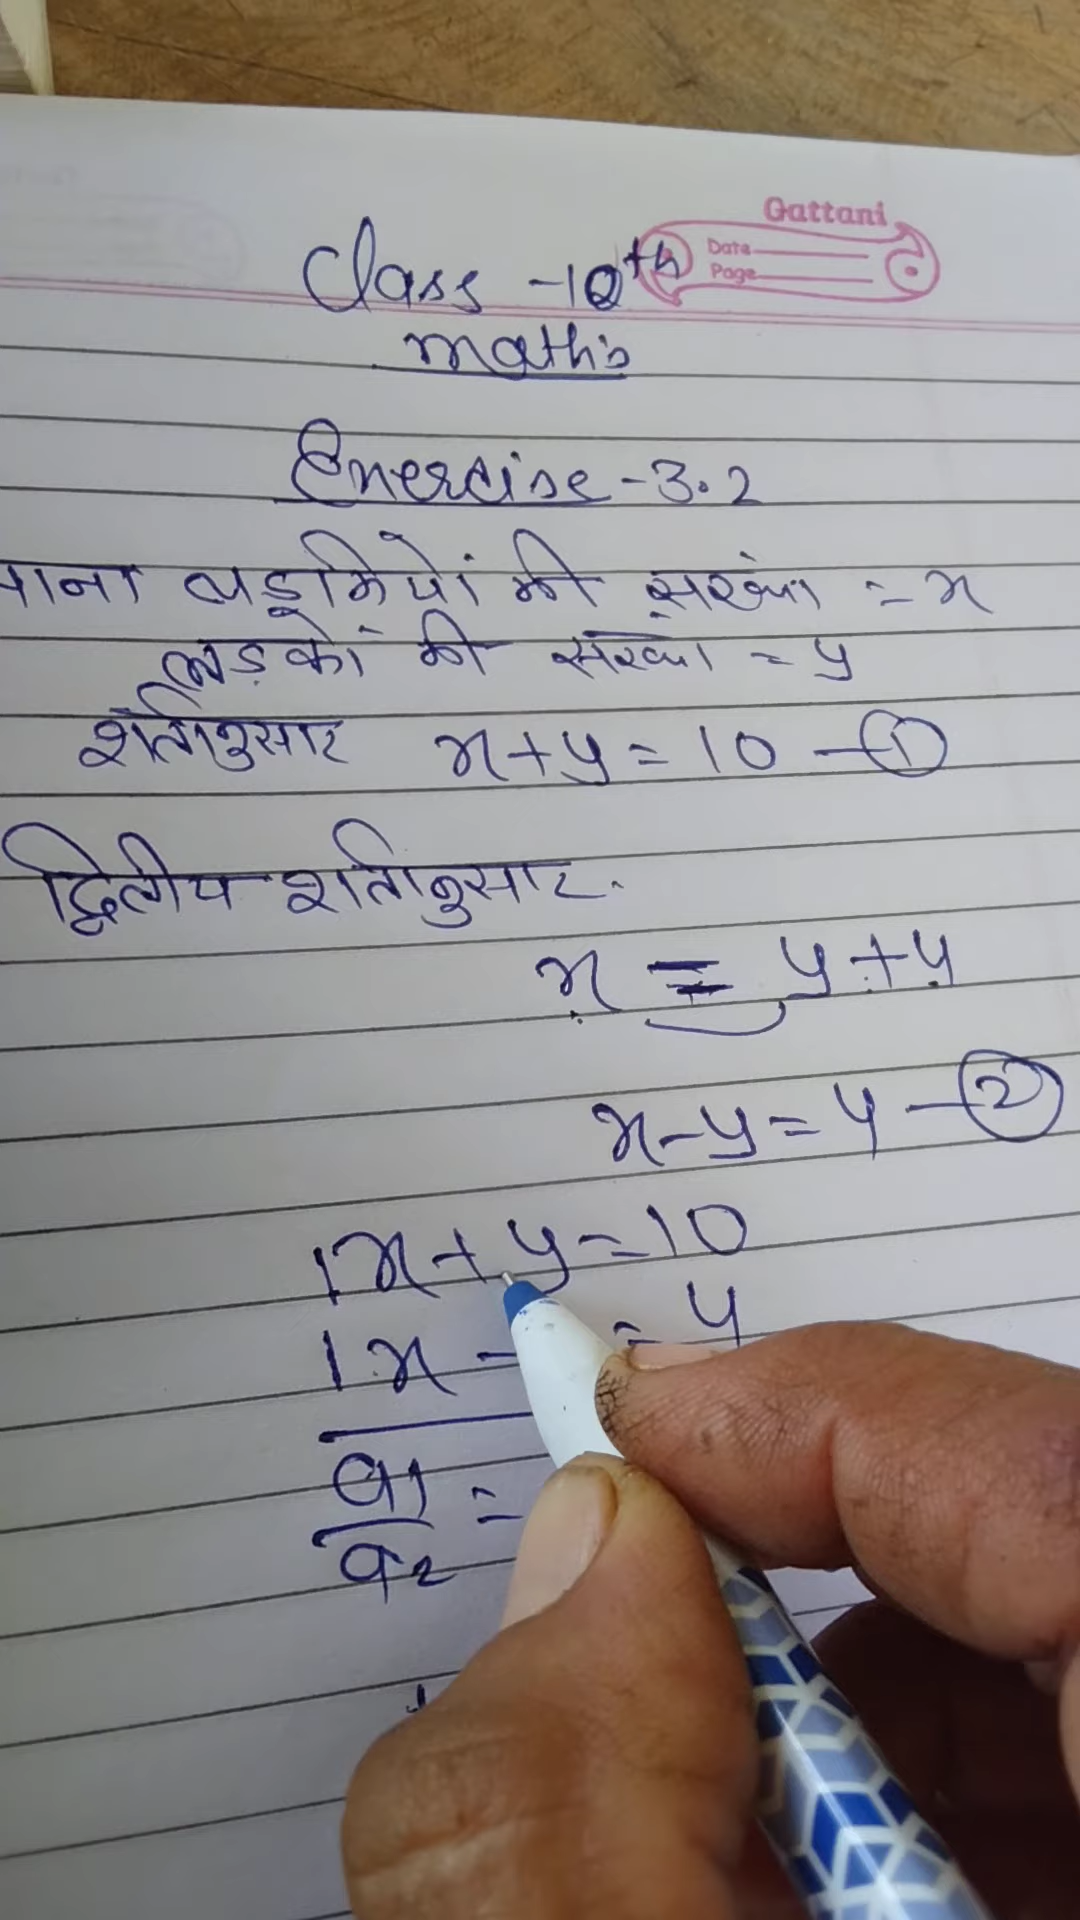 Gattani
Date
Page
Class -10th
maths
Exercise -3.2
माना लड़कियों की संख्या = x
लड़कों की संख्या = y
शर्तानुसार x+y=10 —①
द्वितीय शर्तानुसार.
x = y+4
x-y=4 —②
1x+y=10
1x - = 4
a1
=
a2